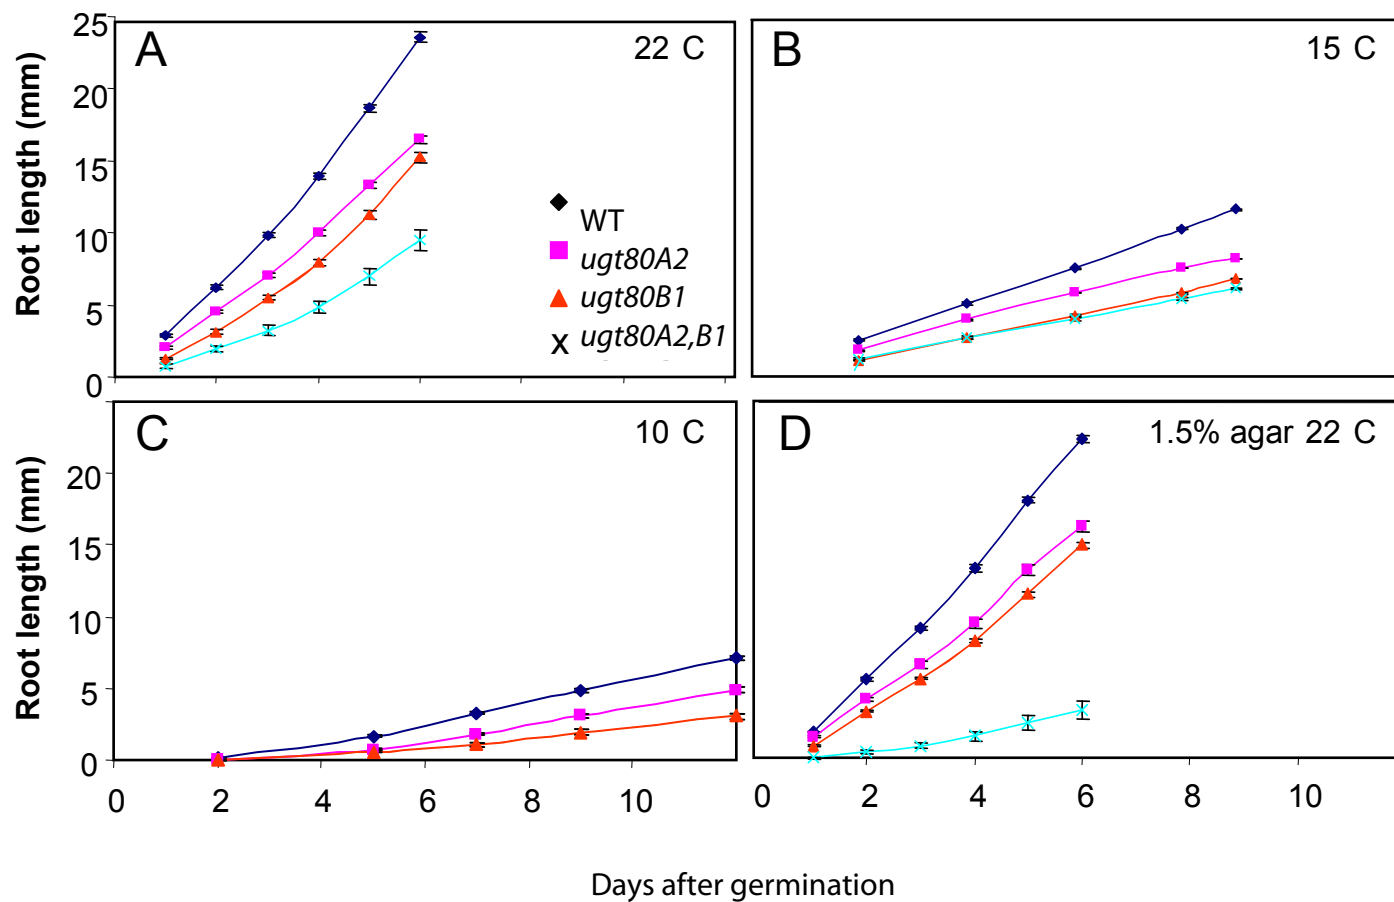 A
22 C
B
15 C
Root length (mm)
25
20
15
10
5
0
WT
ugt80A2
ugt80B1
x ugt80A2,B1
C
10 C
D
1.5% agar 22 C
Root length (mm)
20
15
10
5
0
0 2 4 6 8 10
0 2 4 6 8 10
Days after germination